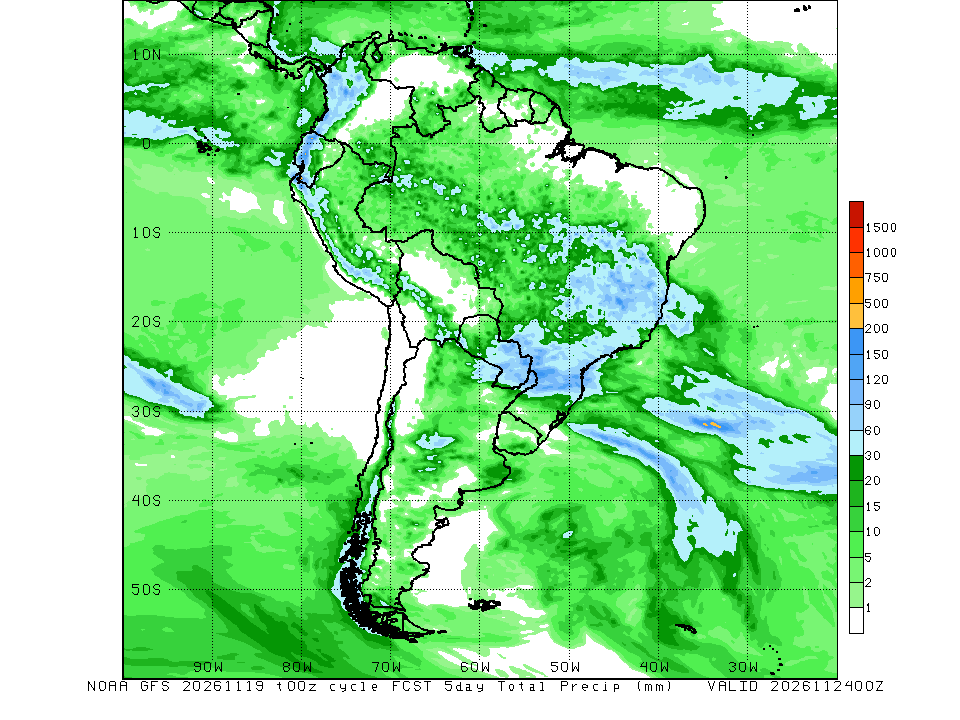 10N
0
10S
20S
30S
40S
50S
90W 80W 70W 60W 50W 40W 30W
1500
1000
750
500
200
150
120
90
60
30
20
15
10
5
2
1
NOAA GFS 20261119 t00z cycle FCST 5day Total Precip (mm) VALID 2026112400Z